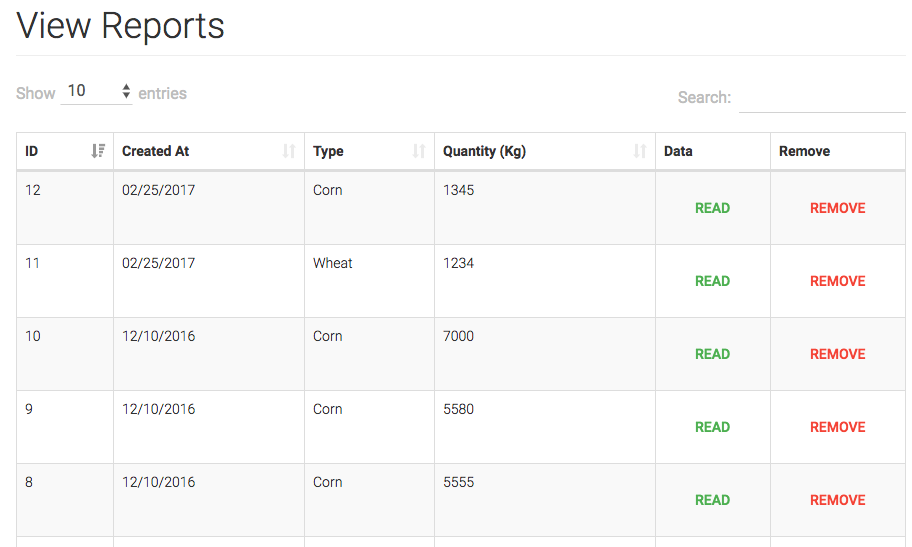 View Reports
Show 10 entries
Search:
ID Created At Type Quantity (Kg) Data Remove
12 02/25/2017 Corn 1345 READ REMOVE
11 02/25/2017 Wheat 1234 READ REMOVE
10 12/10/2016 Corn 7000 READ REMOVE
9 12/10/2016 Corn 5580 READ REMOVE
8 12/10/2016 Corn 5555 READ REMOVE